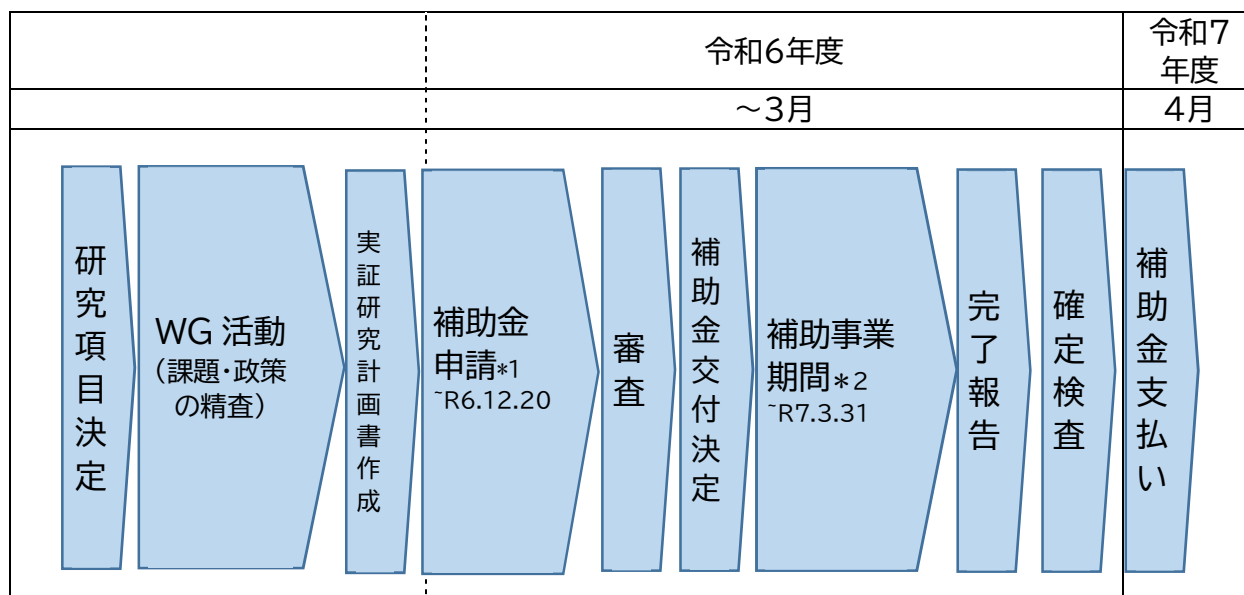 令和6年度
令和7
年度
～3月
4月
研究項目決定
WG 活動
(課題・政策
の精査)
実証研究計画書作成
補助金
申請*1
~R6.12.20
審査
補助金交付決定
補助事業
期間＊2
~R7.3.31
完了報告
確定検査
補助金支払い